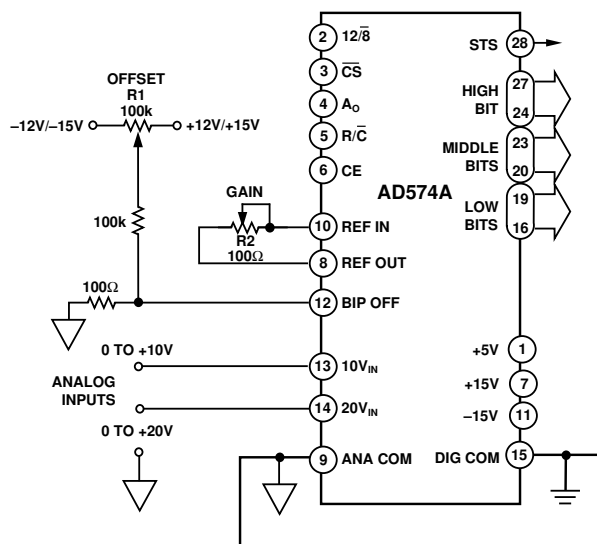 OFFSET
R1
100k
–12V/–15V
+12V/+15V
100k
100Ω
GAIN
R2
100Ω
0 TO +10V
ANALOG
INPUTS
0 TO +20V
2 12/8̅
3 C̅S̅
4 AO
5 R/C̅
6 CE
10 REF IN
8 REF OUT
12 BIP OFF
13 10VIN
14 20VIN
9 ANA COM
AD574A
STS 28
HIGH
BIT
27
24
MIDDLE
BITS
23
20
LOW
BITS
19
16
+5V 1
+15V 7
–15V 11
DIG COM 15